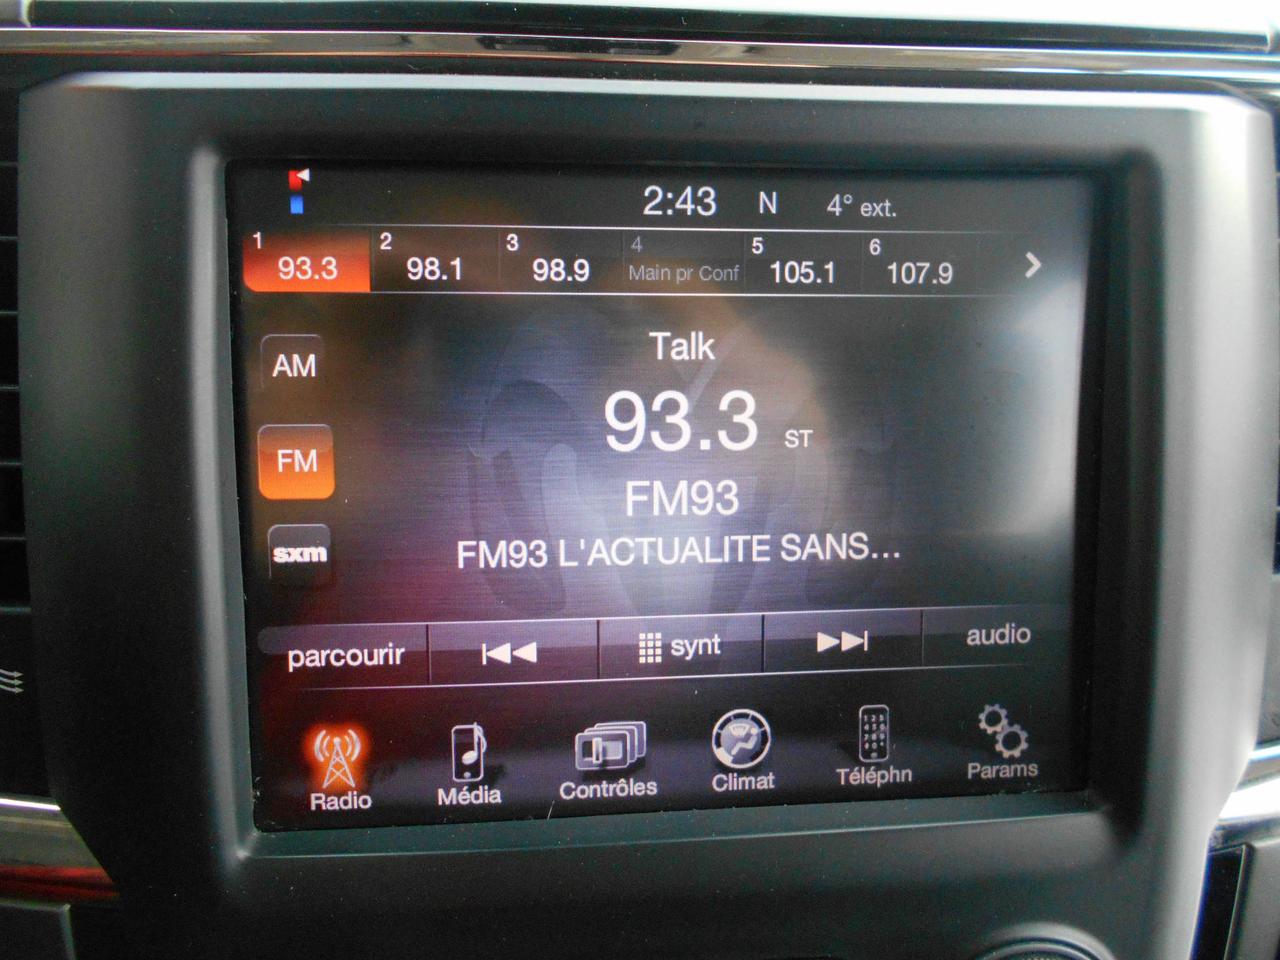 2:43 N 4° ext.
1 2 3 4 5 6
93.3 98.1 98.9 Main pr Conf 105.1 107.9
Talk
AM
93.3 ST
FM
FM93
sxm
FM93 L'ACTUALITE SANS...
parcourir synt audio
Radio Média Contrôles Climat Téléphn Params